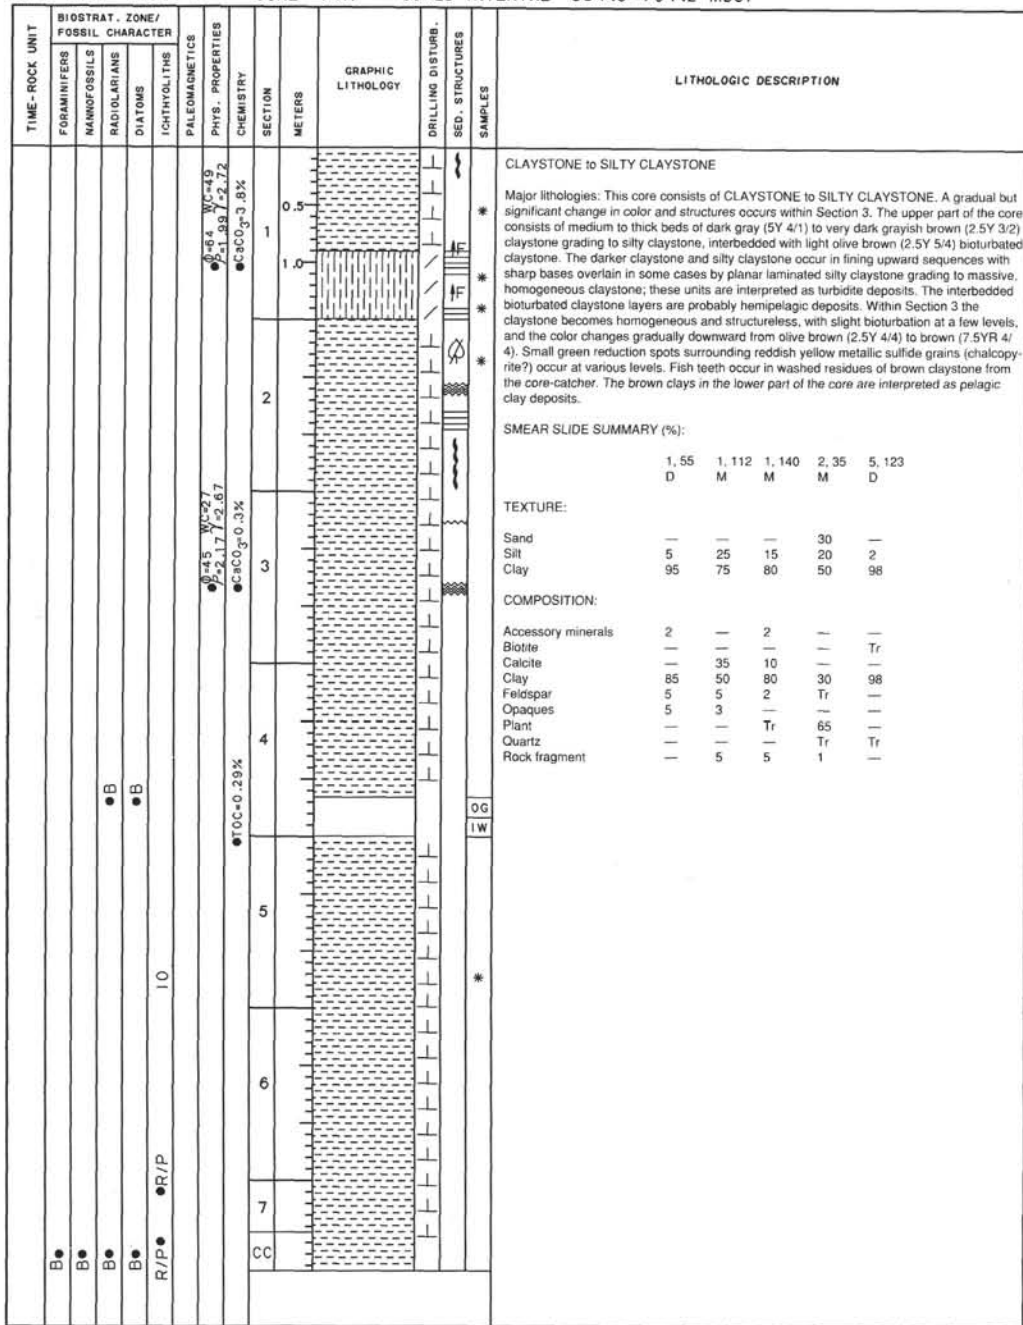 TIME-ROCK UNIT
BIOSTRAT. ZONE/
FOSSIL CHARACTER
FORAMINIFERS
NANNOFOSSILS
RADIOLARIANS
DIATOMS
ICHTHYOLITHS
PALEOMAGNETICS
PHYS. PROPERTIES
CHEMISTRY
SECTION
METERS
GRAPHIC
LITHOLOGY
DRILLING DISTURB.
SED. STRUCTURES
SAMPLES
LITHOLOGIC DESCRIPTION
CLAYSTONE to SILTY CLAYSTONE
Major lithologies: This core consists of CLAYSTONE to SILTY CLAYSTONE. A gradual but
significant change in color and structures occurs within Section 3. The upper part of the core
consists of medium to thick beds of dark gray (5Y 4/1) to very dark grayish brown (2.5Y 3/2)
claystone grading to silty claystone, interbedded with light olive brown (2.5Y 5/4) bioturbated
claystone. The darker claystone and silty claystone occur in fining upward sequences with
sharp bases overlain in some cases by planar laminated silty claystone grading to massive,
homogeneous claystone; these units are interpreted as turbidite deposits. The interbedded
bioturbated claystone layers are probably hemipelagic deposits. Within Section 3 the
claystone becomes homogeneous and structureless, with slight bioturbation at a few levels,
and the color changes gradually downward from olive brown (2.5Y 4/4) to brown (7.5YR 4/
4). Small green reduction spots surrounding reddish yellow metallic sulfide grains (chalcopy-
rite?) occur at various levels. Fish teeth occur in washed residues of brown claystone from
the core-catcher. The brown clays in the lower part of the core are interpreted as pelagic
clay deposits.
SMEAR SLIDE SUMMARY (%):
1, 55 1, 112 1, 140 2, 35 5, 123
D M M M D
TEXTURE:
Sand — — — 30 —
Silt 5 25 15 20 2
Clay 95 75 80 50 98
COMPOSITION:
Accessory minerals 2 — 2 — —
Biotite — — — — Tr
Calcite — 35 10 — —
Clay 85 50 80 30 98
Feldspar 5 5 2 Tr —
Opaques 5 3 — — —
Plant — — Tr 65 —
Quartz — — — Tr Tr
Rock fragment — 5 5 1 —
●Φ=64 WC=49
ρ=1.99 γ=2.72
●CaCO₃=3.8%
1
0.5
1.0
F
F
*
*
*
*
2
●Φ=45 WC=27
ρ=2.17 γ=2.67
●CaCO₃=0.3%
3
4
●B
●B
●TOC=0.29%
OG
IW
5
10
*
6
●R/P
7
CC
B●
B●
B●
B●
R/P●